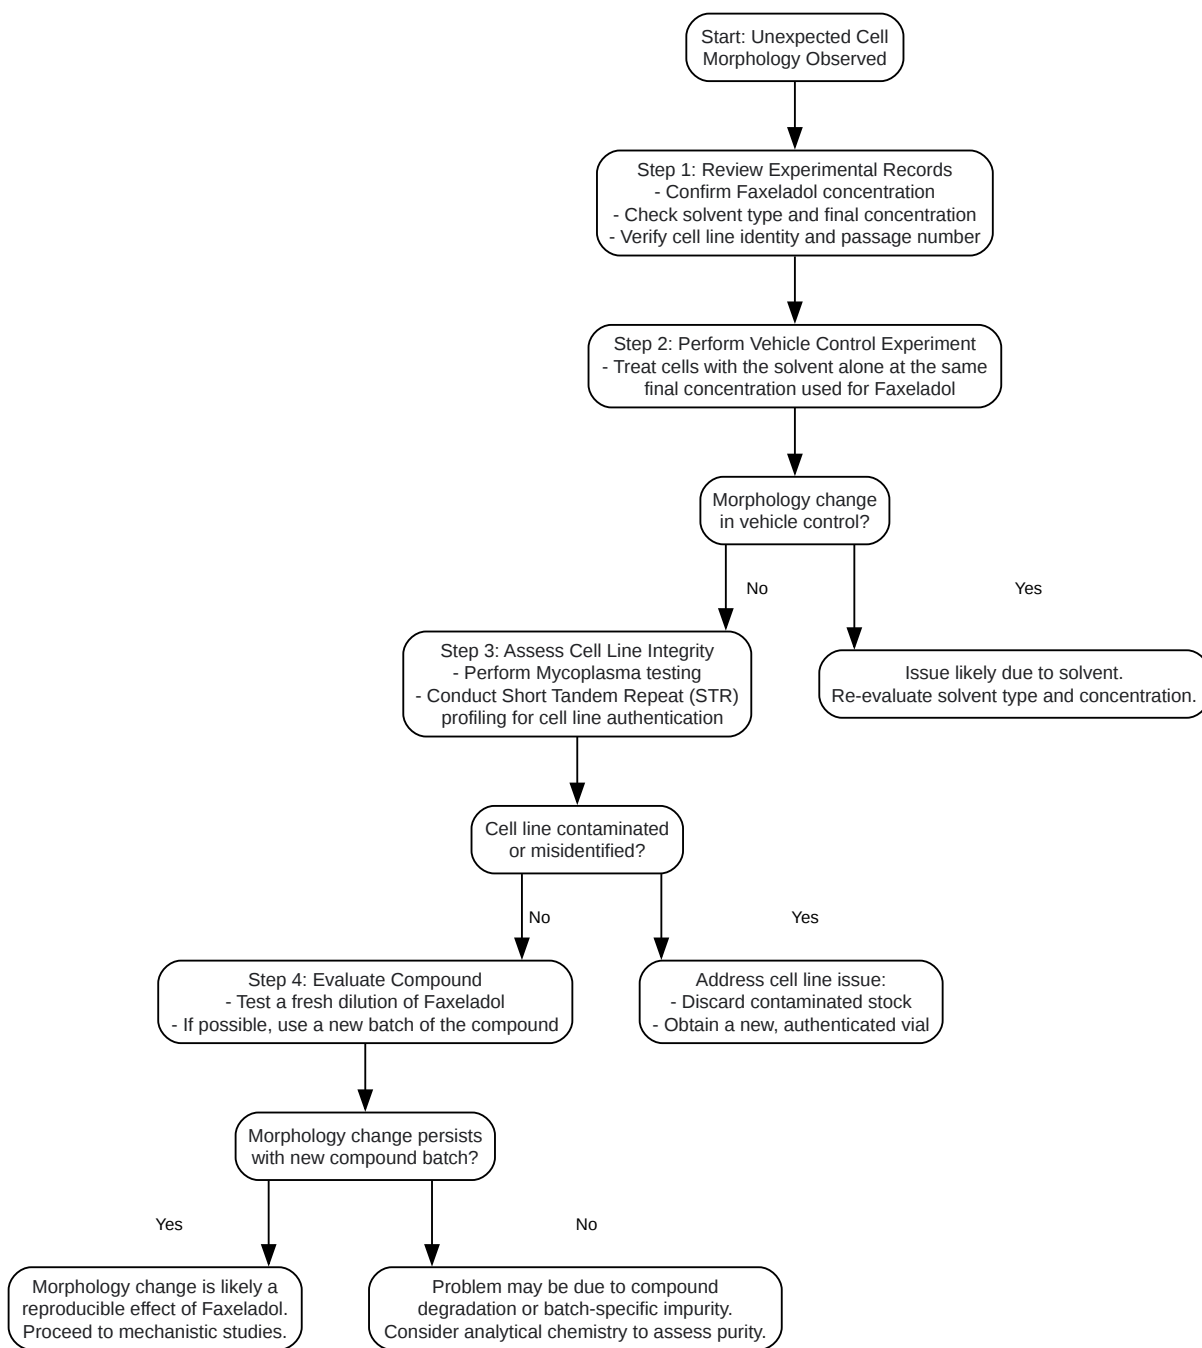 Start: Unexpected Cell
Morphology Observed
Step 1: Review Experimental Records
- Confirm Faxeladol concentration
- Check solvent type and final concentration
- Verify cell line identity and passage number
Step 2: Perform Vehicle Control Experiment
- Treat cells with the solvent alone at the same
final concentration used for Faxeladol
Morphology change
in vehicle control?
No
Yes
Step 3: Assess Cell Line Integrity
- Perform Mycoplasma testing
- Conduct Short Tandem Repeat (STR)
profiling for cell line authentication
Issue likely due to solvent.
Re-evaluate solvent type and concentration.
Cell line contaminated
or misidentified?
No
Yes
Step 4: Evaluate Compound
- Test a fresh dilution of Faxeladol
- If possible, use a new batch of the compound
Address cell line issue:
- Discard contaminated stock
- Obtain a new, authenticated vial
Morphology change persists
with new compound batch?
Yes
No
Morphology change is likely a
reproducible effect of Faxeladol.
Proceed to mechanistic studies.
Problem may be due to compound
degradation or batch-specific impurity.
Consider analytical chemistry to assess purity.